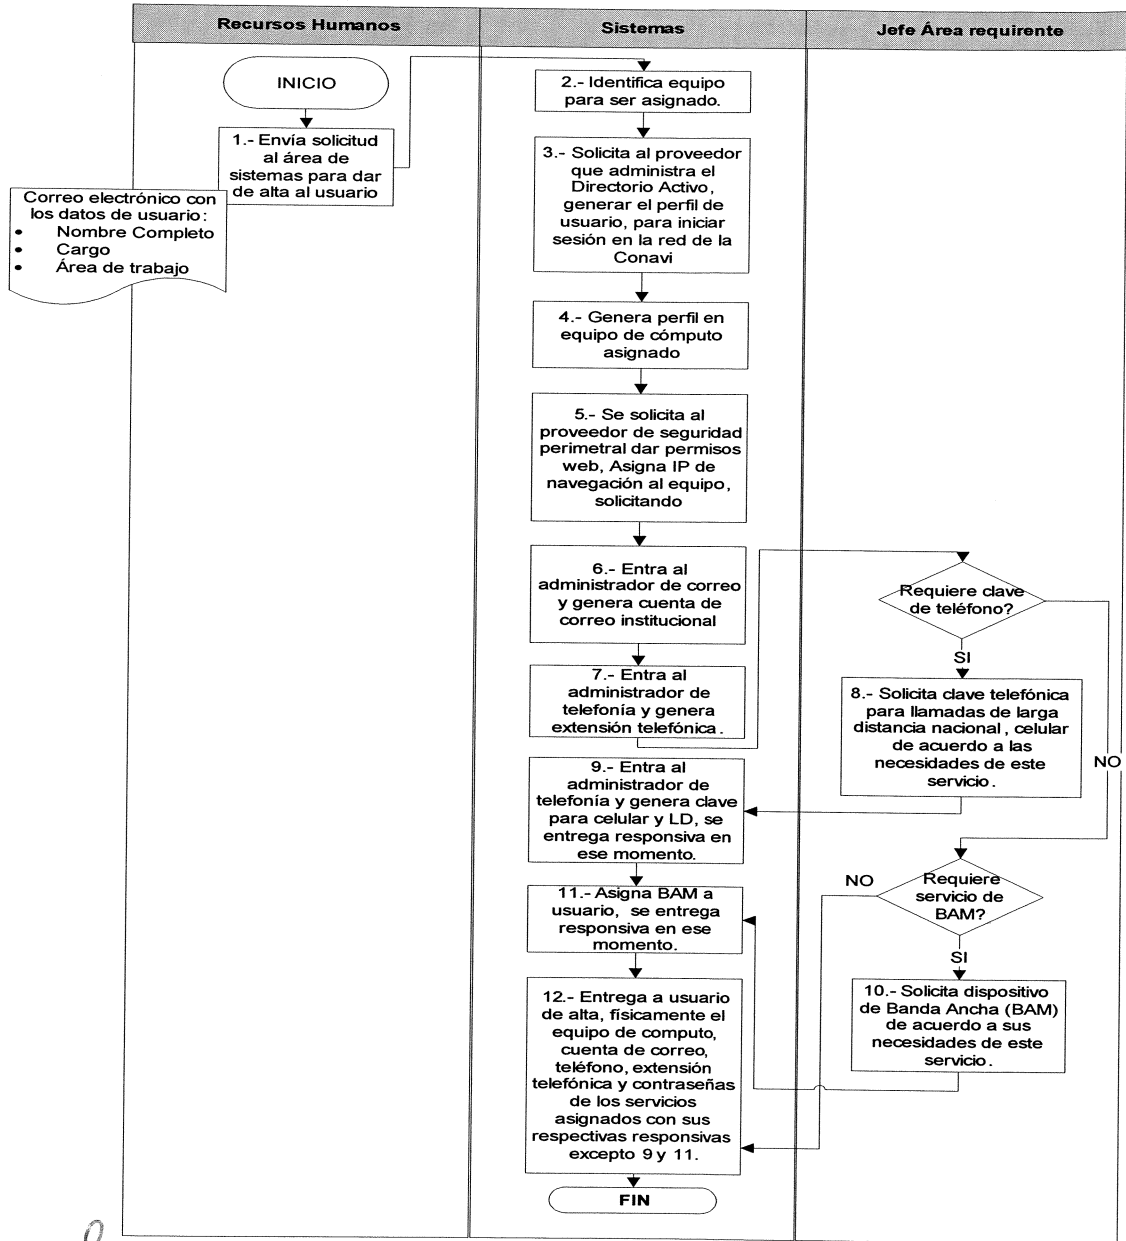 Recursos Humanos
Sistemas
Jefe Área requirente
INICIO
1.- Envía solicitud
al área de
sistemas para dar
de alta al usuario
Correo electrónico con
los datos de usuario:
• Nombre Completo
• Cargo
• Área de trabajo
2.- Identifica equipo
para ser asignado.
3.- Solicita al proveedor
que administra el
Directorio Activo,
generar el perfil de
usuario, para iniciar
sesión en la red de la
Conavi
4.- Genera perfil en
equipo de cómputo
asignado
5.- Se solicita al
proveedor de seguridad
perimetral dar permisos
web, Asigna IP de
navegación al equipo,
solicitando
6.- Entra al
administrador de correo
y genera cuenta de
correo institucional
7.- Entra al
administrador de
telefonía y genera
extensión telefónica.
Requiere clave
de teléfono?
SI
NO
8.- Solicita clave telefónica
para llamadas de larga
distancia nacional, celular
de acuerdo a las
necesidades de este
servicio.
9.- Entra al
administrador de
telefonía y genera clave
para celular y LD, se
entrega responsiva en
ese momento.
Requiere
servicio de
BAM?
NO
SI
10.- Solicita dispositivo
de Banda Ancha (BAM)
de acuerdo a sus
necesidades de este
servicio.
11.- Asigna BAM a
usuario, se entrega
responsiva en ese
momento.
12.- Entrega a usuario
de alta, físicamente el
equipo de computo,
cuenta de correo,
teléfono, extensión
telefónica y contraseñas
de los servicios
asignados con sus
respectivas responsivas
excepto 9 y 11.
FIN